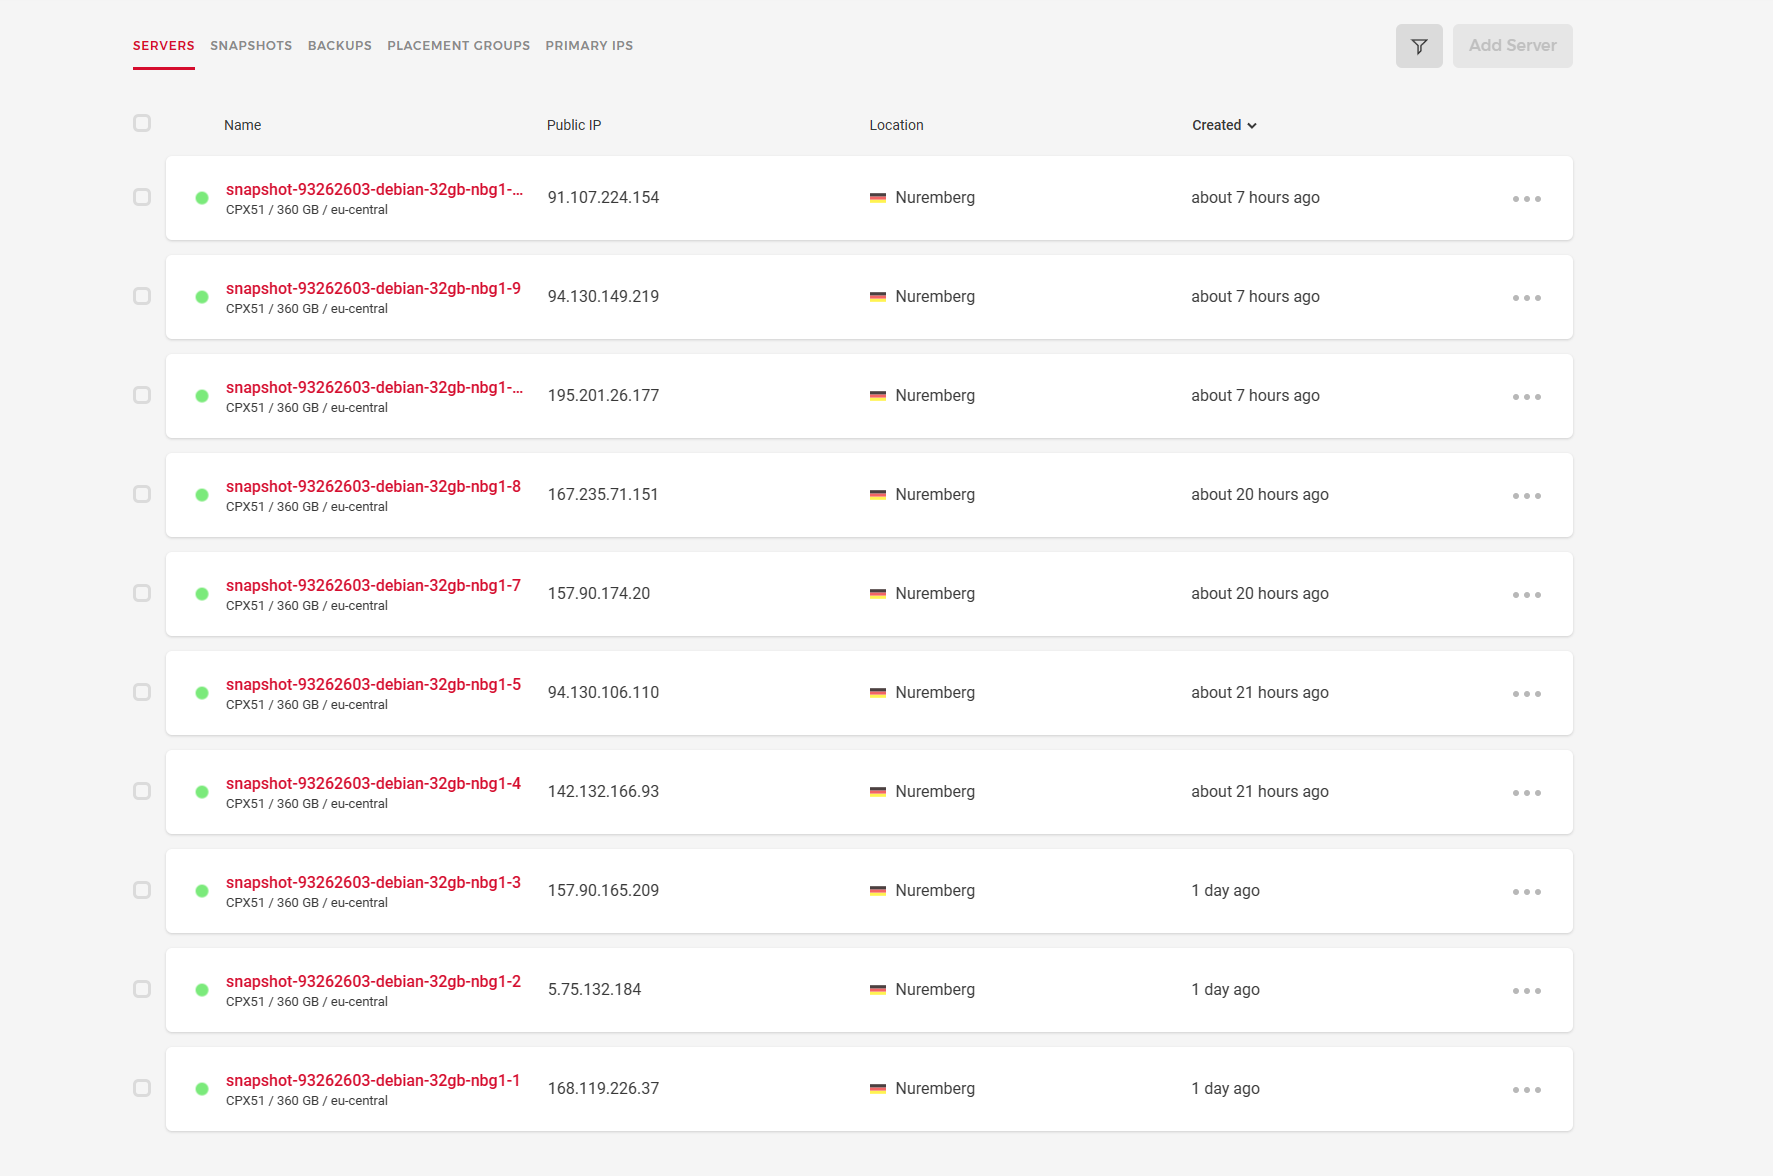 SERVERS SNAPSHOTS BACKUPS PLACEMENT GROUPS PRIMARY IPS Add Server
Name Public IP Location Created
snapshot-93262603-debian-32gb-nbg1-... 91.107.224.154 Nuremberg about 7 hours ago
CPX51 / 360 GB / eu-central
snapshot-93262603-debian-32gb-nbg1-9 94.130.149.219 Nuremberg about 7 hours ago
CPX51 / 360 GB / eu-central
snapshot-93262603-debian-32gb-nbg1-... 195.201.26.177 Nuremberg about 7 hours ago
CPX51 / 360 GB / eu-central
snapshot-93262603-debian-32gb-nbg1-8 167.235.71.151 Nuremberg about 20 hours ago
CPX51 / 360 GB / eu-central
snapshot-93262603-debian-32gb-nbg1-7 157.90.174.20 Nuremberg about 20 hours ago
CPX51 / 360 GB / eu-central
snapshot-93262603-debian-32gb-nbg1-5 94.130.106.110 Nuremberg about 21 hours ago
CPX51 / 360 GB / eu-central
snapshot-93262603-debian-32gb-nbg1-4 142.132.166.93 Nuremberg about 21 hours ago
CPX51 / 360 GB / eu-central
snapshot-93262603-debian-32gb-nbg1-3 157.90.165.209 Nuremberg 1 day ago
CPX51 / 360 GB / eu-central
snapshot-93262603-debian-32gb-nbg1-2 5.75.132.184 Nuremberg 1 day ago
CPX51 / 360 GB / eu-central
snapshot-93262603-debian-32gb-nbg1-1 168.119.226.37 Nuremberg 1 day ago
CPX51 / 360 GB / eu-central